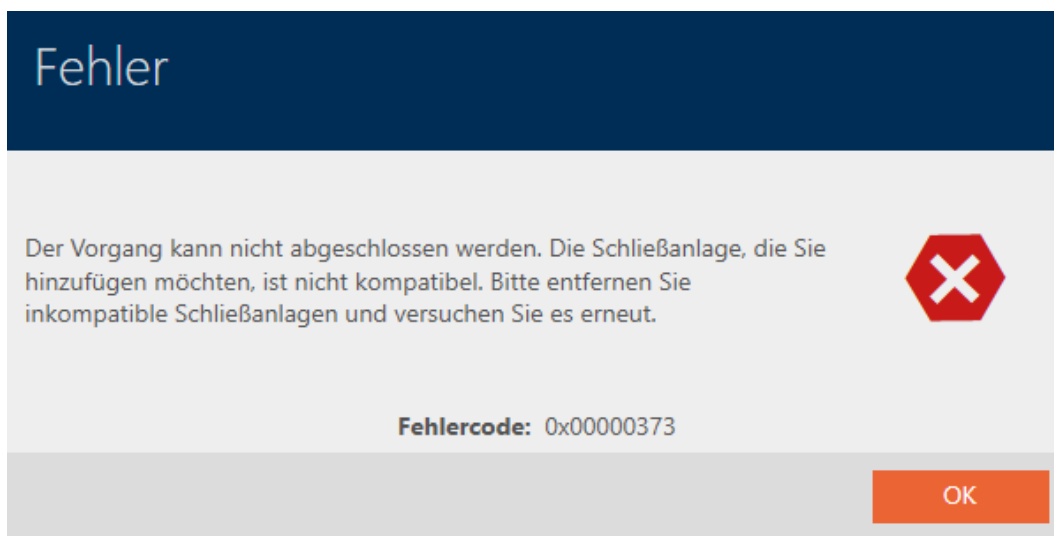 Fehler
Der Vorgang kann nicht abgeschlossen werden. Die Schließanlage, die Sie
hinzufügen möchten, ist nicht kompatibel. Bitte entfernen Sie
inkompatible Schließanlagen und versuchen Sie es erneut.
Fehlercode: 0x00000373
OK